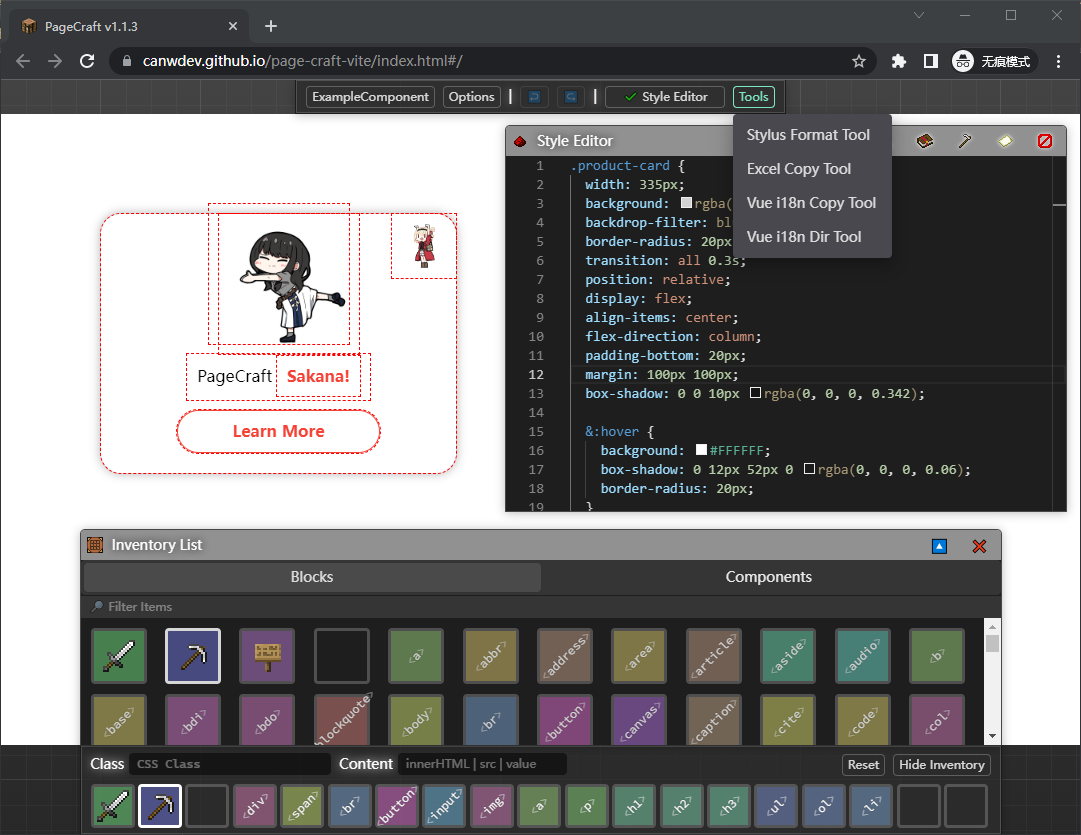 PageCraft v1.1.3
canwdev.github.io/page-craft-vite/index.html#/
无痕模式
ExampleComponent Options Style Editor Tools
Stylus Format Tool
Excel Copy Tool
Vue i18n Copy Tool
Vue i18n Dir Tool
Style Editor
1 .product-card {
2 width: 335px;
3 background: rgba(
4 backdrop-filter:
5 border-radius: 20px
6 transition: all 0.3s;
7 position: relative;
8 display: flex;
9 align-items: center;
10 flex-direction: column;
11 padding-bottom: 20px;
12 margin: 100px 100px;
13 box-shadow: 0 0 10px rgba(0, 0, 0, 0.342);
14
15 &:hover {
16 background: #FFFFFF;
17 box-shadow: 0 12px 52px 0 rgba(0, 0, 0, 0.06);
18 border-radius: 20px;
19 }
PageCraft Sakana!
Learn More
Inventory List
Blocks Components
Filter Items
<a> <abbr> <address> <area> <article> <aside> <audio> <b>
<base> <bdi> <bdo> blockquote> <body> <br> <button> <canvas> <caption> <cite> <code> <col>
Class CSS Class Content innerHTML | src | value Reset Hide Inventory
<div> <span> <br> <button> <input> <img> <a> <p> <h1> <h2> <h3> <ul> <ol> <li>